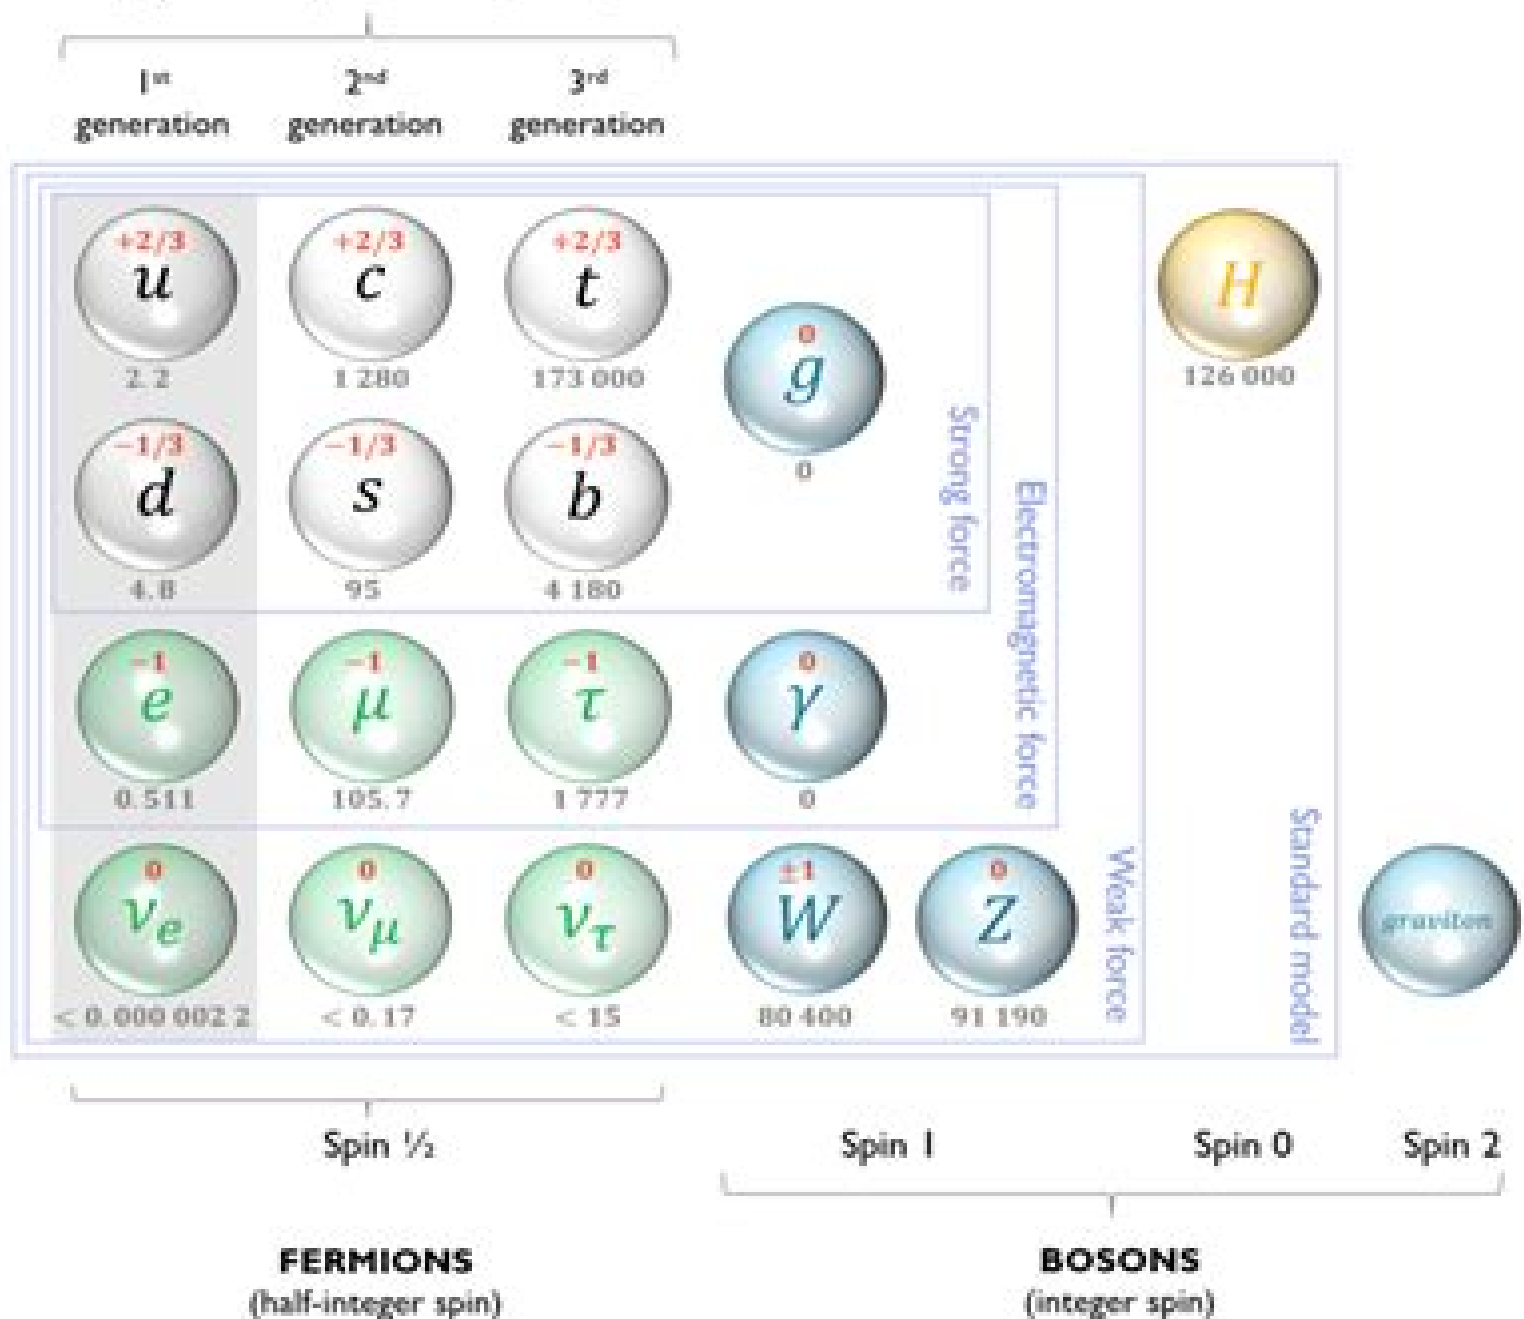 1st 2nd 3rd
generation generation generation
+2/3 +2/3 +2/3
u c t H
0
g
2.2 1 280 173 000 126 000
−1/3 −1/3 −1/3
d s b
0
4.8 95 4 180
Strong force
−1 −1 −1 0
e μ τ γ
0.511 105.7 1 777 0
Electromagnetic force
0 0 0 ±1 0
νe νμ ντ W Z graviton
< 0.000 002 2 < 0.17 < 15 80 400 91 190
Weak force
Standard model
Spin ½ Spin 1 Spin 0 Spin 2
FERMIONS BOSONS
(half-integer spin) (integer spin)